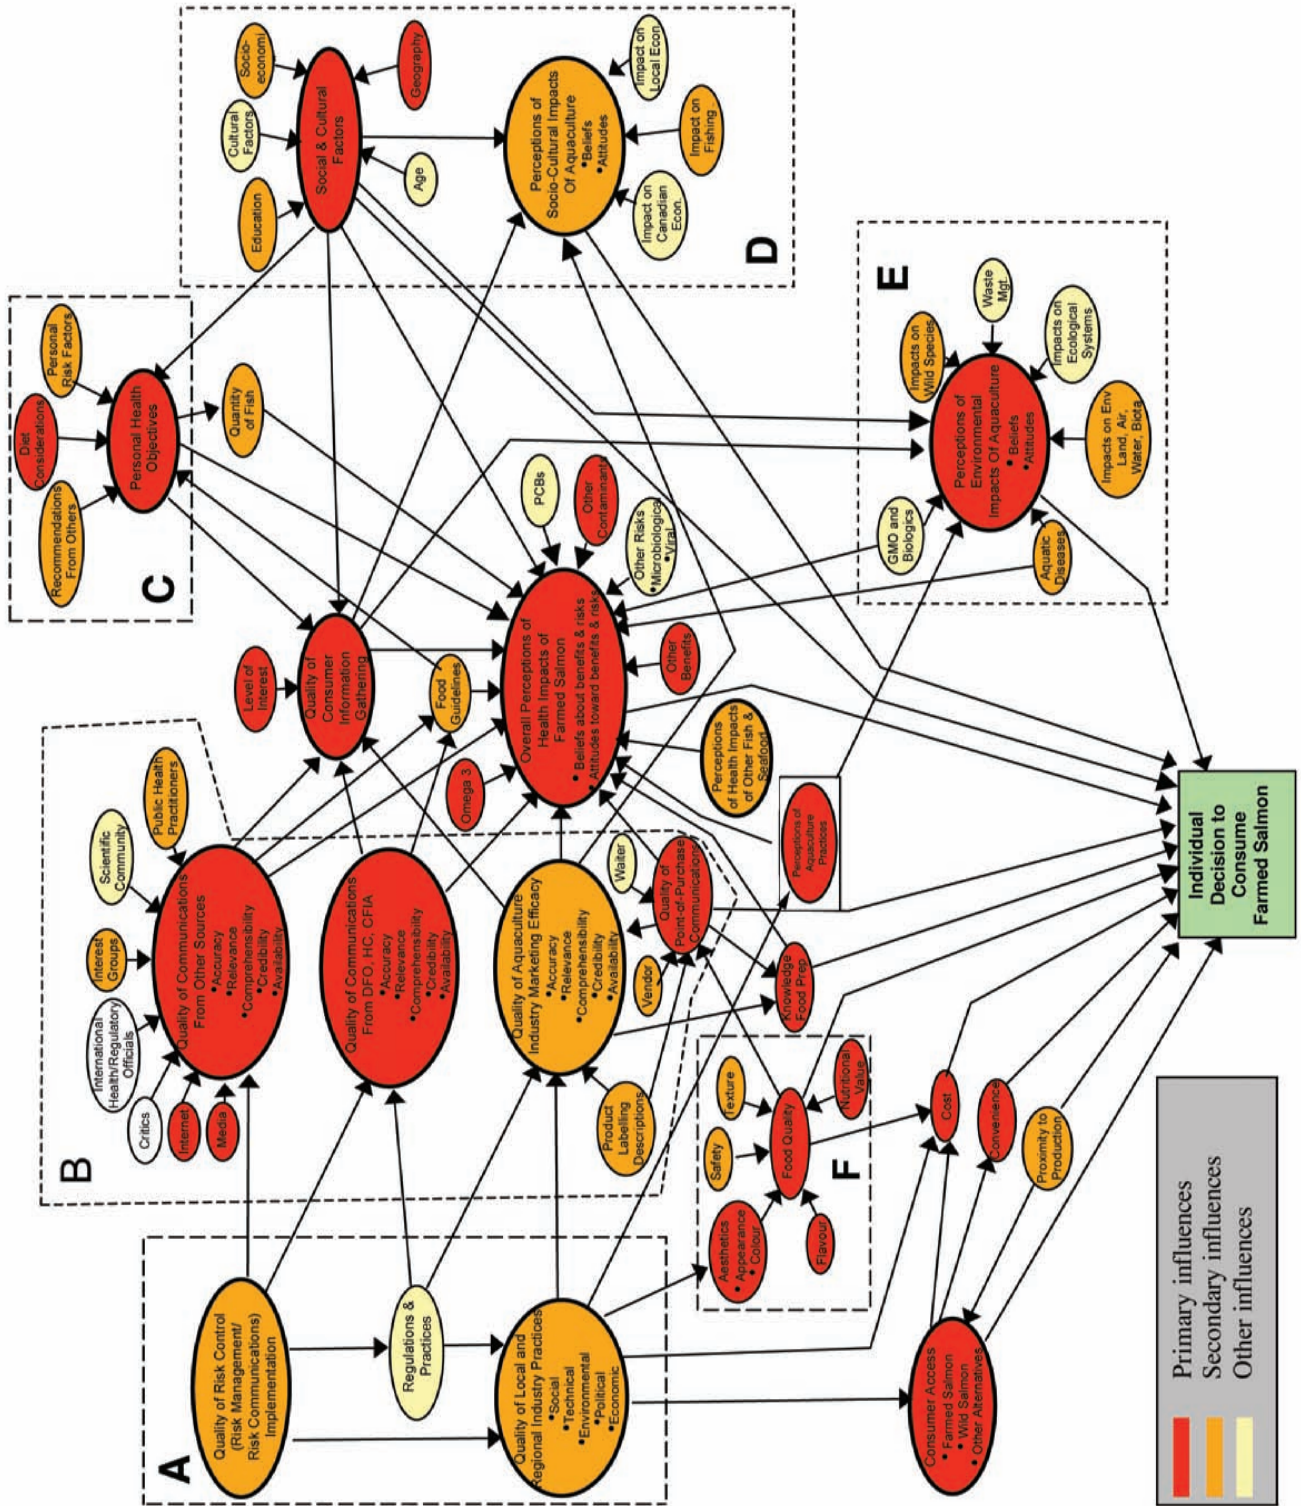 A
Quality of Risk Control
(Risk Management/
Risk Communications)
Implementation
Regulations &
Practices
Quality of Local and
Regional Industry Practices
•Social
•Technical
•Environmental
•Political
•Economic
B
Critics
International
Health/Regulatory
Officials
Interest
Groups
Scientific
Community
Public Health
Practitioners
Internet
Media
Quality of Communications
From Other Sources
•Accuracy
•Relevance
•Comprehensibility
•Credibility
•Availability
Quality of Communications
From DFO, HC, CFIA
•Accuracy
•Relevance
•Comprehensibility
•Credibility
•Availability
Quality of Aquaculture
Industry Marketing Efficacy
•Accuracy
•Relevance
•Comprehensibility
•Credibility
•Availability
Product
Labelling
Descriptions
Vendor
Waiter
Quality of
Point-of-Purchase
Communications
C
Recommendations
From Others
Diet
Considerations
Personal
Risk Factors
Personal Health
Objectives
Quantity
of Fish
Level of
Interest
Quality of
Consumer
Information
Gathering
Food
Guidelines
Omega 3
Overall Perceptions of
Health Impacts of
Farmed Salmon
• Beliefs about benefits & risks
• Attitudes toward benefits & risks
PCBs
Other
Contaminants
Other Risks
•Microbiological
•Viral
Other
Benefits
Perceptions
of Health Impacts
of Other Fish &
Seafood
Perceptions of
Aquaculture
Practices
Knowledge
Food Prep
D
Education
Cultural
Factors
Socio-
economi
Social & Cultural
Factors
Geography
Age
Perceptions of
Socio-Cultural Impacts
Of Aquaculture
•Beliefs
•Attitudes
Impact on
Canadian
Econ.
Impact on
Fishing
Impact on
Local Econ
E
GMO and
Biologics
Impacts on
Wild Species
Waste
Mgt.
Impacts on
Ecological
Systems
Perceptions of
Environmental
Impacts Of Aquaculture
• Beliefs
•Attitudes
Aquatic
Diseases
Impacts on Env
Land, Air,
Water, Biota
F
Safety
Texture
Aesthetics
• Appearance
• Colour
Food Quality
Flavour
Nutritional
Value
Cost
Convenience
Proximity to
Production
Consumer Access
• Farmed Salmon
• Wild Salmon
• Other Alternatives
Individual
Decision to
Consume
Farmed Salmon
Primary influences
Secondary influences
Other influences